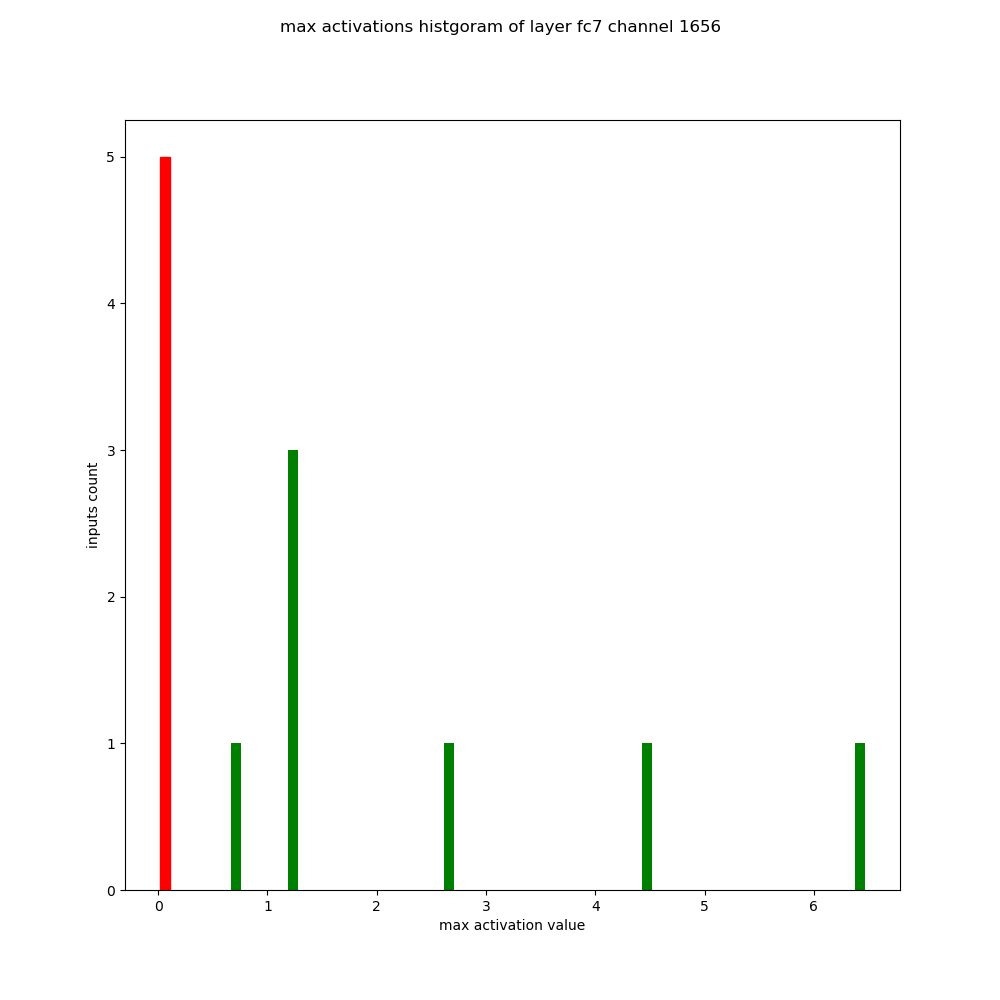 max activations histgoram of layer fc7 channel 1656
5
4
3
2
1
0
inputs count
0 1 2 3 4 5 6
max activation value